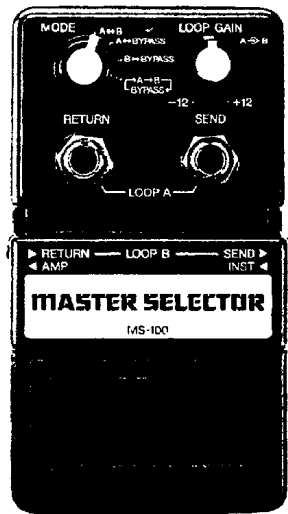 MODE
LOOP GAIN
A↔B
A↔BYPASS
B↔BYPASS
A→B
BYPASS
A B
-12
+12
RETURN
SEND
LOOP A
▶ RETURN — LOOP B — SEND ▶
◀ AMP INST ◀
MASTER SELECTOR
MS-100